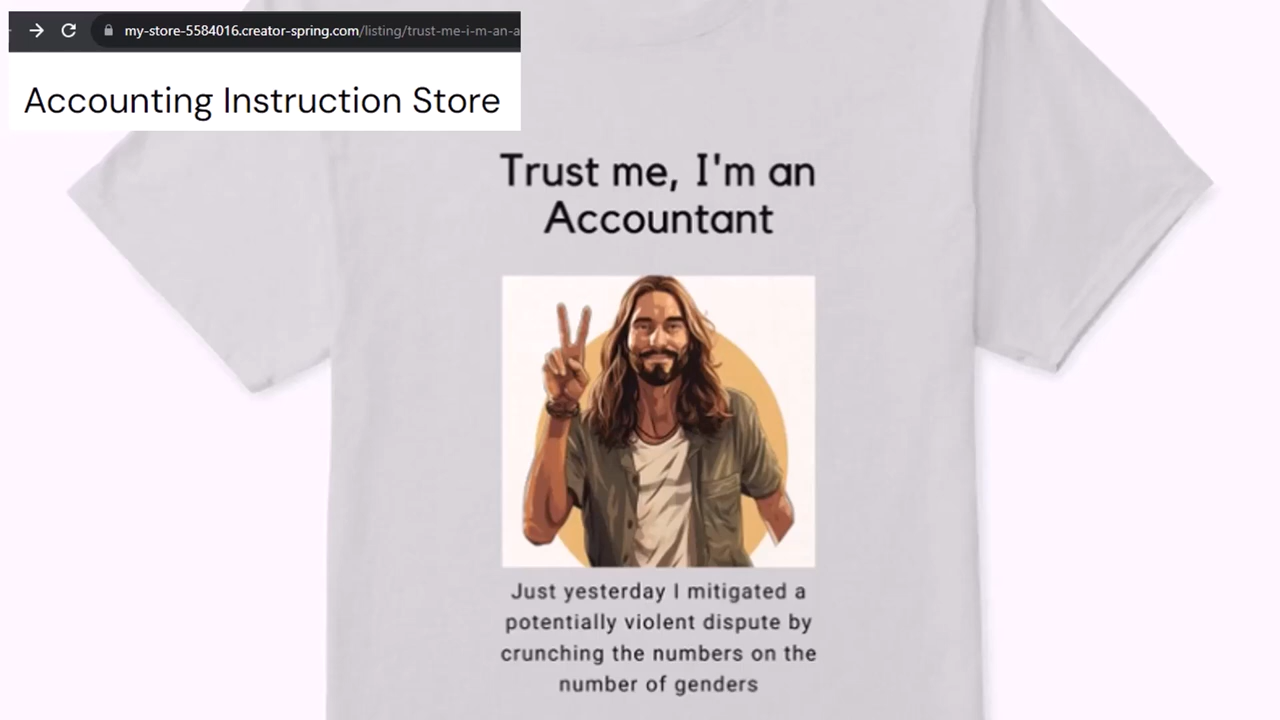 my-store-5584016.creator-spring.com/listing/trust-me-i-m-an-a
Accounting Instruction Store
Trust me, I'm an
Accountant
Just yesterday I mitigated a
potentially violent dispute by
crunching the numbers on the
number of genders